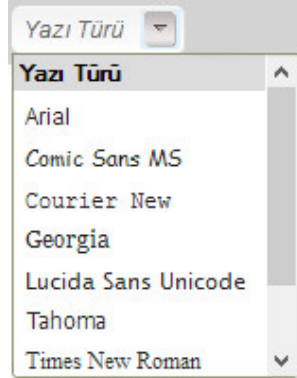 Yazı Türü
Yazı Türü
Arial
Comic Sans MS
Courier New
Georgia
Lucida Sans Unicode
Tahoma
Times New Roman